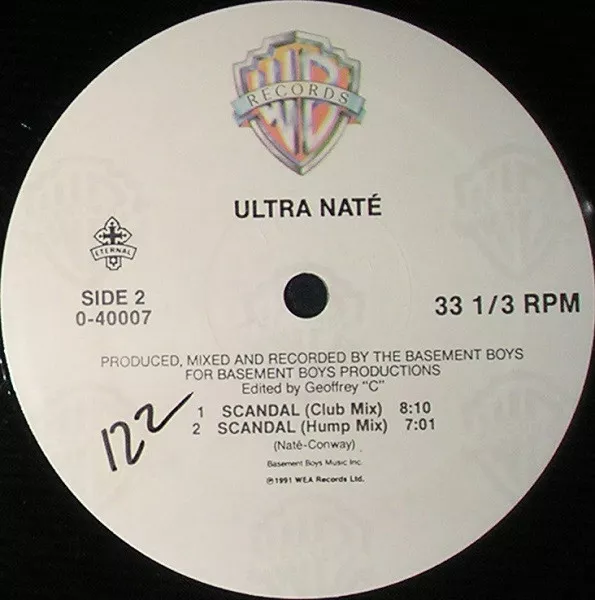 RECORDS
ULTRA NATÉ
ETERNAL
SIDE 2
0-40007
33 1/3 RPM
PRODUCED, MIXED AND RECORDED BY THE BASEMENT BOYS
FOR BASEMENT BOYS PRODUCTIONS
Edited by Geoffrey "C"
1 SCANDAL (Club Mix) 8:10
2 SCANDAL (Hump Mix) 7:01
(Naté-Conway)
Basement Boys Music Inc.
℗1991 WEA Records Ltd.
122